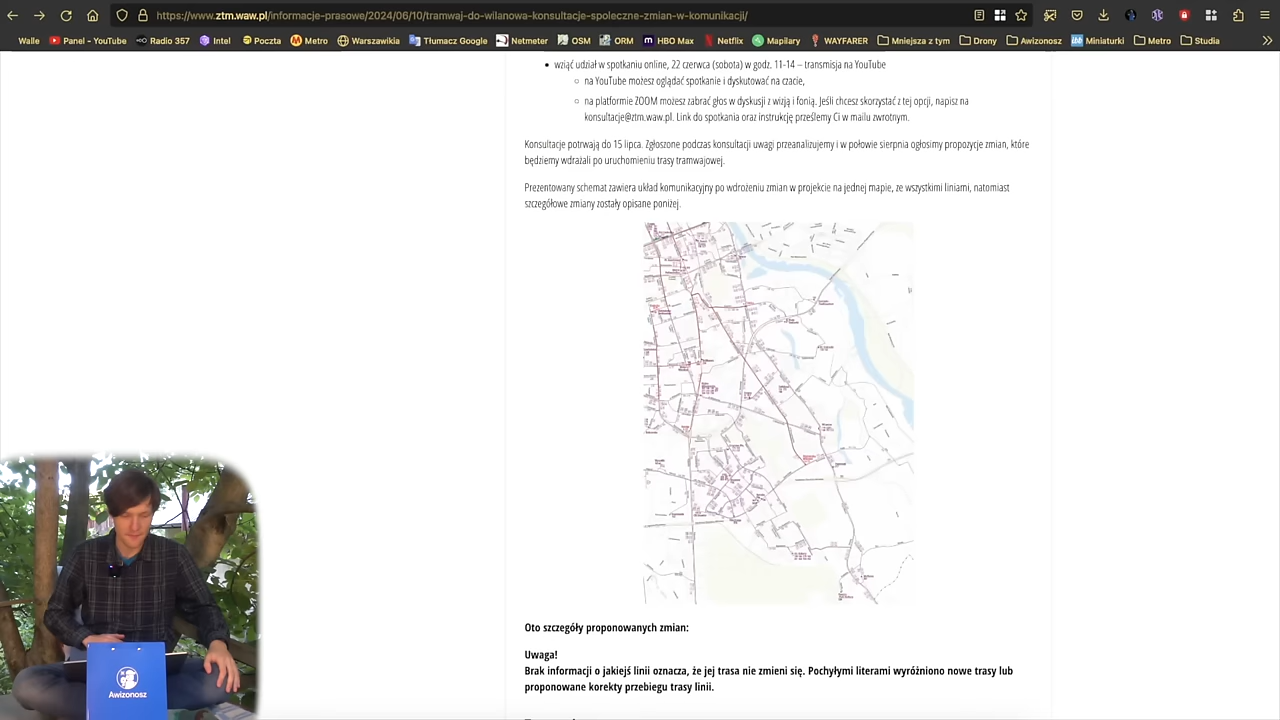 https://www.ztm.waw.pl/informacje-prasowe/2024/06/10/tramwaj-do-wilanowa-konsultacje-spoleczne-zmian-w-komunikacji/
Walle Panel - YouTube Radio 357 Intel Poczta Metro Warszawikia Tłumacz Google Netmeter OSM ORM HBO Max Netflix Mapilary WAYFARER Mniejsza z tym Drony Awizonosz Miniaturki Metro Studia
wziąć udział w spotkaniu online, 22 czerwca (sobota) w godz. 11-14 – transmisja na YouTube
na YouTube możesz oglądać spotkanie i dyskutować na czacie,
na platformie ZOOM możesz zabrać głos w dyskusji z wizją i fonią. Jeśli chcesz skorzystać z tej opcji, napisz na
konsultacje@ztm.waw.pl. Link do spotkania oraz instrukcję prześlemy Ci w mailu zwrotnym.
Konsultacje potrwają do 15 lipca. Zgłoszone podczas konsultacji uwagi przeanalizujemy i w połowie sierpnia ogłosimy propozycje zmian, które
będziemy wdrażali po uruchomieniu trasy tramwajowej.
Prezentowany schemat zawiera układ komunikacyjny po wdrożeniu zmian w projekcie na jednej mapie, ze wszystkimi liniami, natomiast
szczegółowe zmiany zostały opisane poniżej.
Oto szczegóły proponowanych zmian:
Uwaga!
Brak informacji o jakiejś linii oznacza, że jej trasa nie zmieni się. Pochyłymi literami wyróżniono nowe trasy lub
proponowane korekty przebiegu trasy linii.
Awizonosz